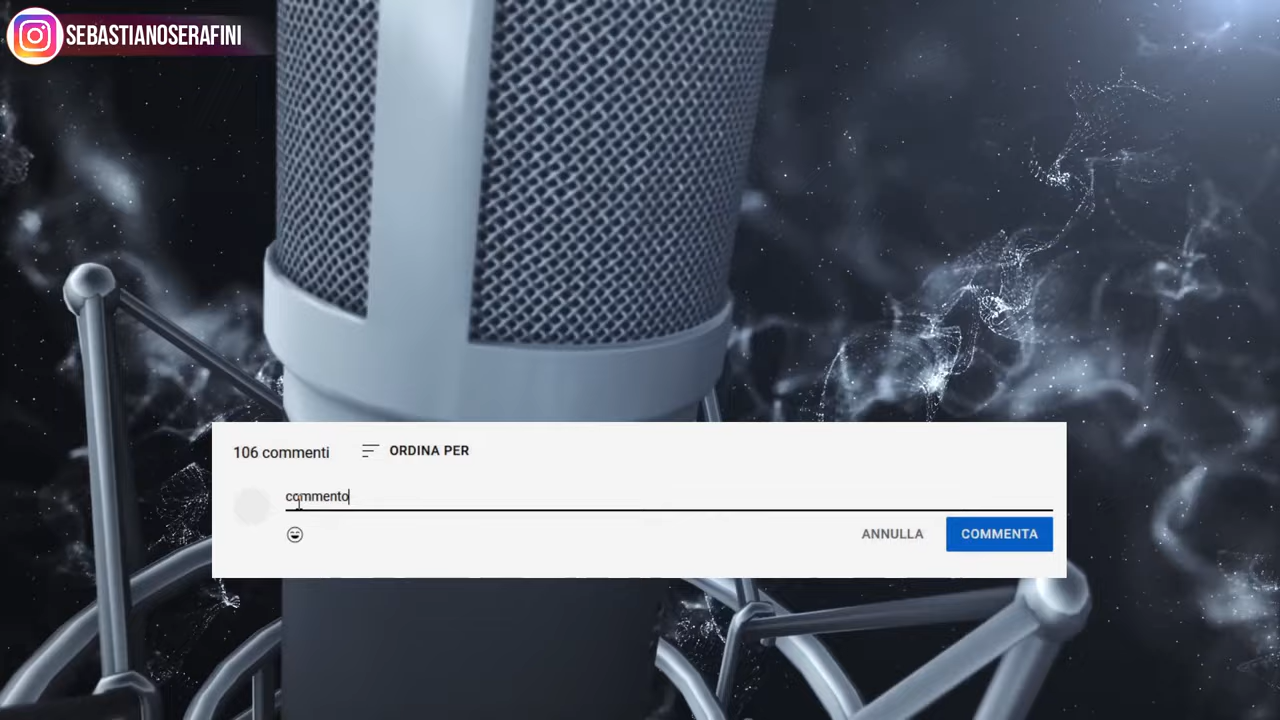 SEBASTIANOSERAFINI
106 commenti
ORDINA PER
commento
ANNULLA
COMMENTA